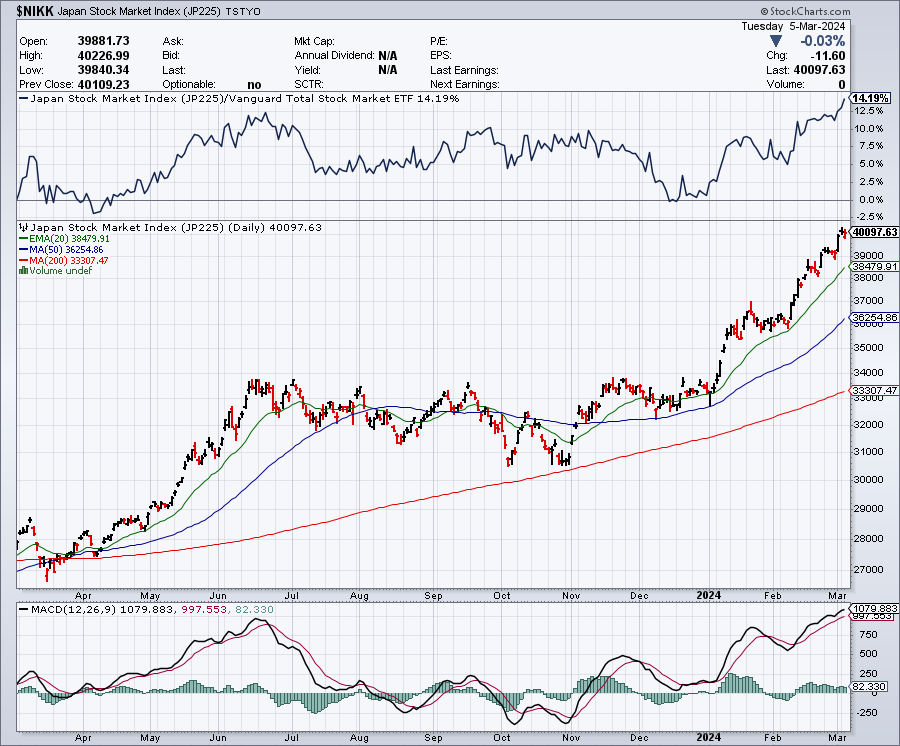 $NIKK Japan Stock Market Index (JP225) TSTYO © StockCharts.com
Tuesday 5-Mar-2024
Open: 39881.73 Ask: Mkt Cap: P/E: ▼ -0.03%
High: 40226.99 Bid: Annual Dividend: N/A EPS: Chg: -11.60
Low: 39840.34 Last: Yield: N/A Last Earnings: Last: 40097.63
Prev Close: 40109.23 Optionable: no SCTR: Next Earnings: Volume: 0
Japan Stock Market Index (JP225)/Vanguard Total Stock Market ETF 14.19%
14.19%
12.5%
10.0%
7.5%
5.0%
2.5%
0.0%
-2.5%
Japan Stock Market Index (JP225) (Daily) 40097.63
EMA(20) 38479.91
MA(50) 36254.86
MA(200) 33307.47
Volume undef
40097.63
39000
38479.91
38000
37000
36254.86
36000
35000
34000
33307.47
33000
32000
31000
30000
29000
28000
27000
Apr May Jun Jul Aug Sep Oct Nov Dec 2024 Feb Mar
MACD(12,26,9) 1079.883, 997.553, 82.330
1079.883
997.553
750
500
250
82.330
-250
Apr May Jun Jul Aug Sep Oct Nov Dec 2024 Feb Mar